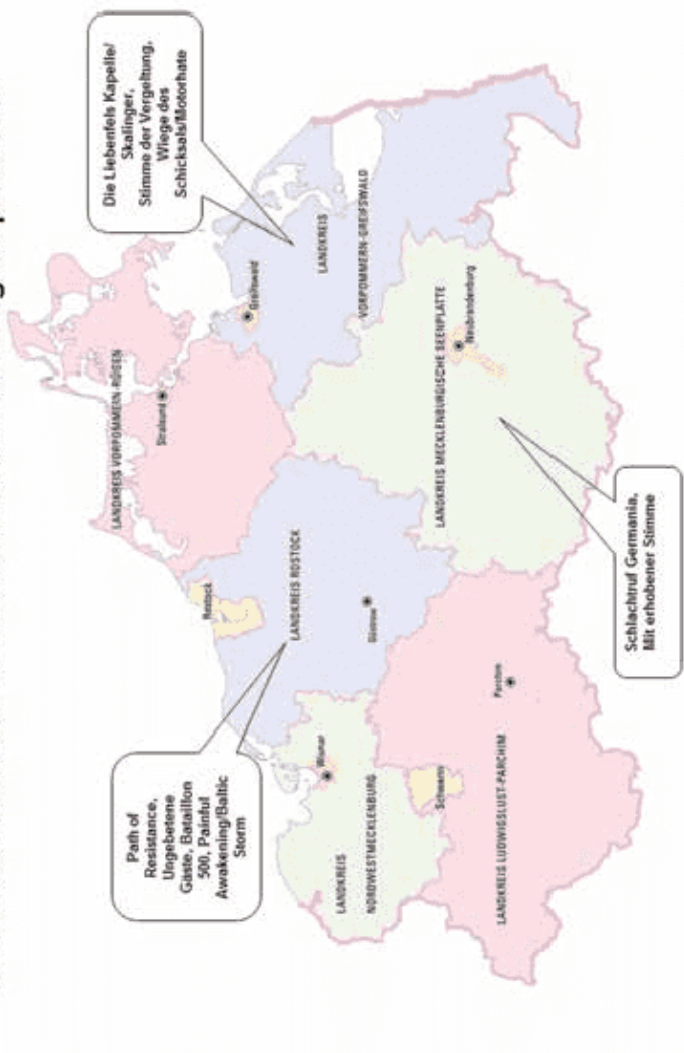 Die Liebenfels Kapelle/
Skalinger,
Stimme der Vergeltung,
Wiege des
Schicksals/Motorhate
LANDKREIS VORPOMMERN-RÜGEN
Stralsund
Greifswald
LANDKREIS
VORPOMMERN-GREIFSWALD
Rostock
LANDKREIS ROSTOCK
Güstrow
LANDKREIS MECKLENBURGISCHE SEENPLATTE
Neubrandenburg
Path of
Resistance,
Ungebetene
Gäste, Bataillon
500, Painful
Awakening/Baltic
Storm
Wismar
LANDKREIS
NORDWESTMECKLENBURG
Schwerin
Parchim
LANDKREIS LUDWIGSLUST-PARCHIM
Schlachtruf Germania,
Mit erhobener Stimme